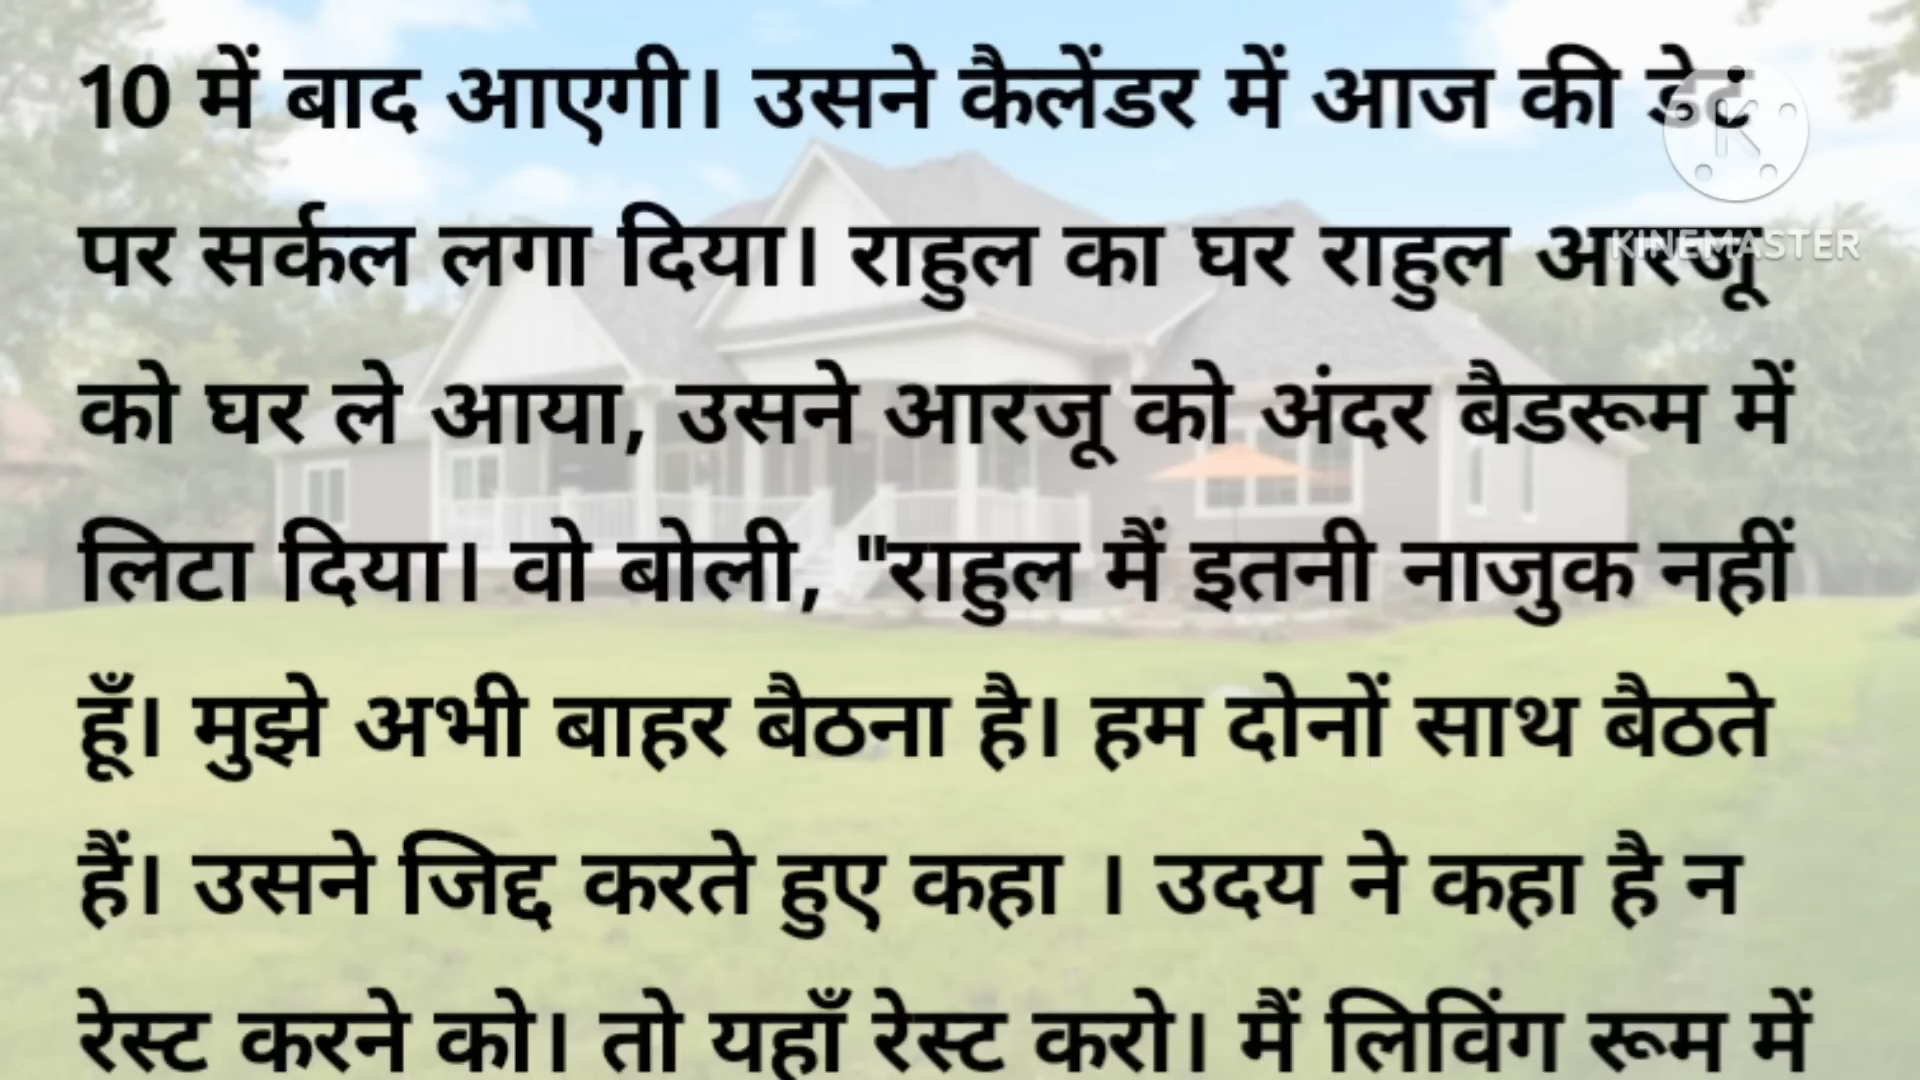 10 में बाद आएगी। उसने कैलेंडर में आज की डेट
पर सर्कल लगा दिया। राहुल का घर राहुल आरजू
को घर ले आया, उसने आरजू को अंदर बैडरूम में
लिटा दिया। वो बोली, "राहुल मैं इतनी नाजुक नहीं
हूँ। मुझे अभी बाहर बैठना है। हम दोनों साथ बैठते
हैं। उसने जिद्द करते हुए कहा । उदय ने कहा है न
रेस्ट करने को। तो यहाँ रेस्ट करो। मैं लिविंग रूम में
K
KINEMASTER